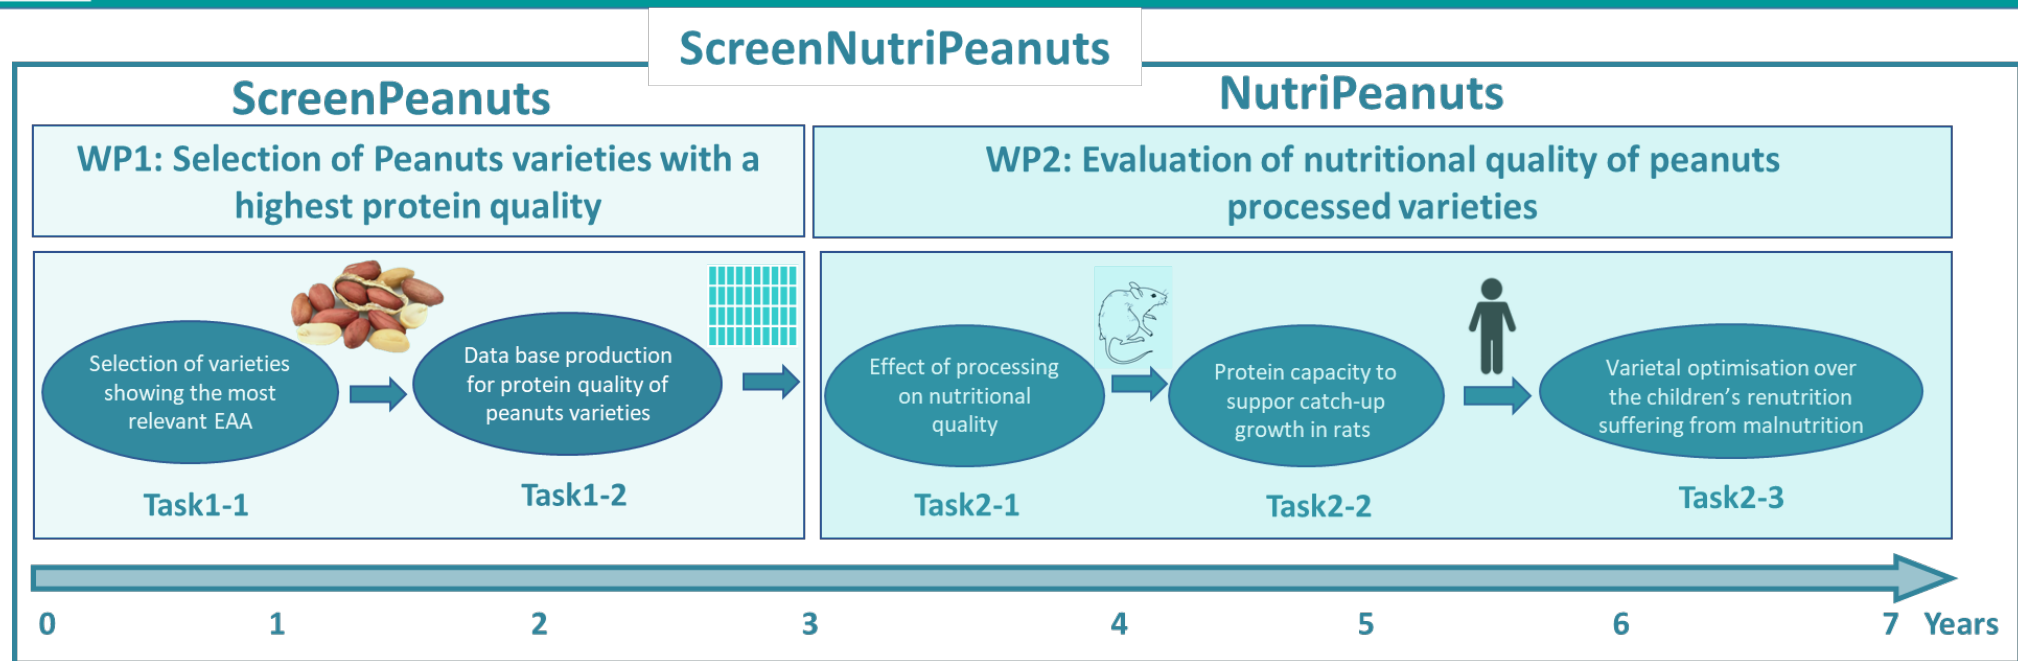 ScreenNutriPeanuts
ScreenPeanuts
NutriPeanuts
WP1: Selection of Peanuts varieties with a
highest protein quality
WP2: Evaluation of nutritional quality of peanuts
processed varieties
Selection of varieties
showing the most
relevant EAA
Task1-1
Data base production
for protein quality of
peanuts varieties
Task1-2
Effect of processing
on nutritional
quality
Task2-1
Protein capacity to
suppor catch-up
growth in rats
Task2-2
Varietal optimisation over
the children’s renutrition
suffering from malnutrition
Task2-3
0 1 2 3 4 5 6 7 Years